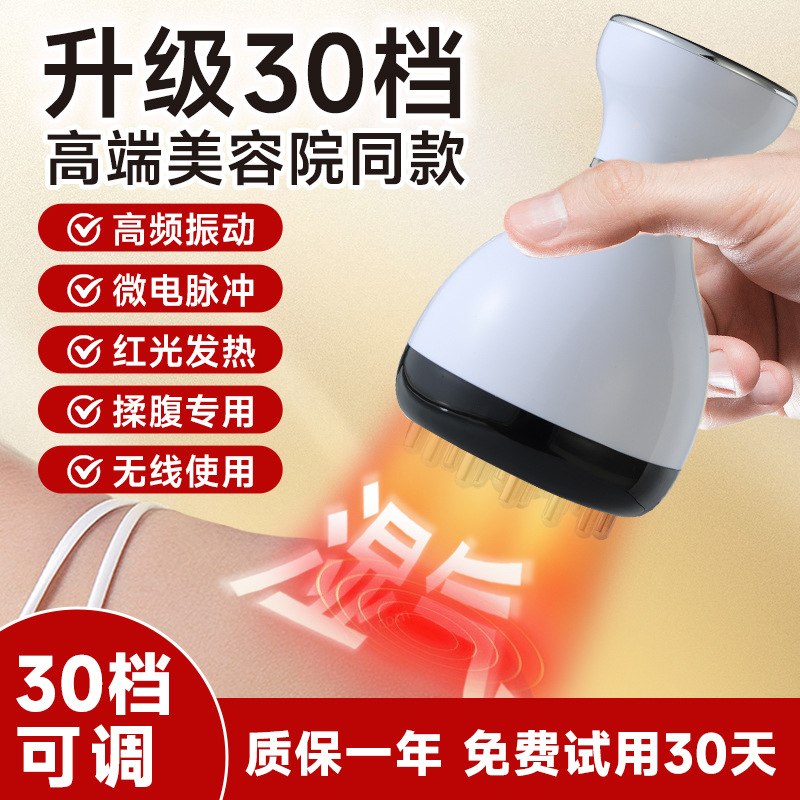 升级30档
高端美容院同款
高频振动
微电脉冲
红光发热
揉腹专用
无线使用
湿气
30档
可调
质保一年 免费试用30天